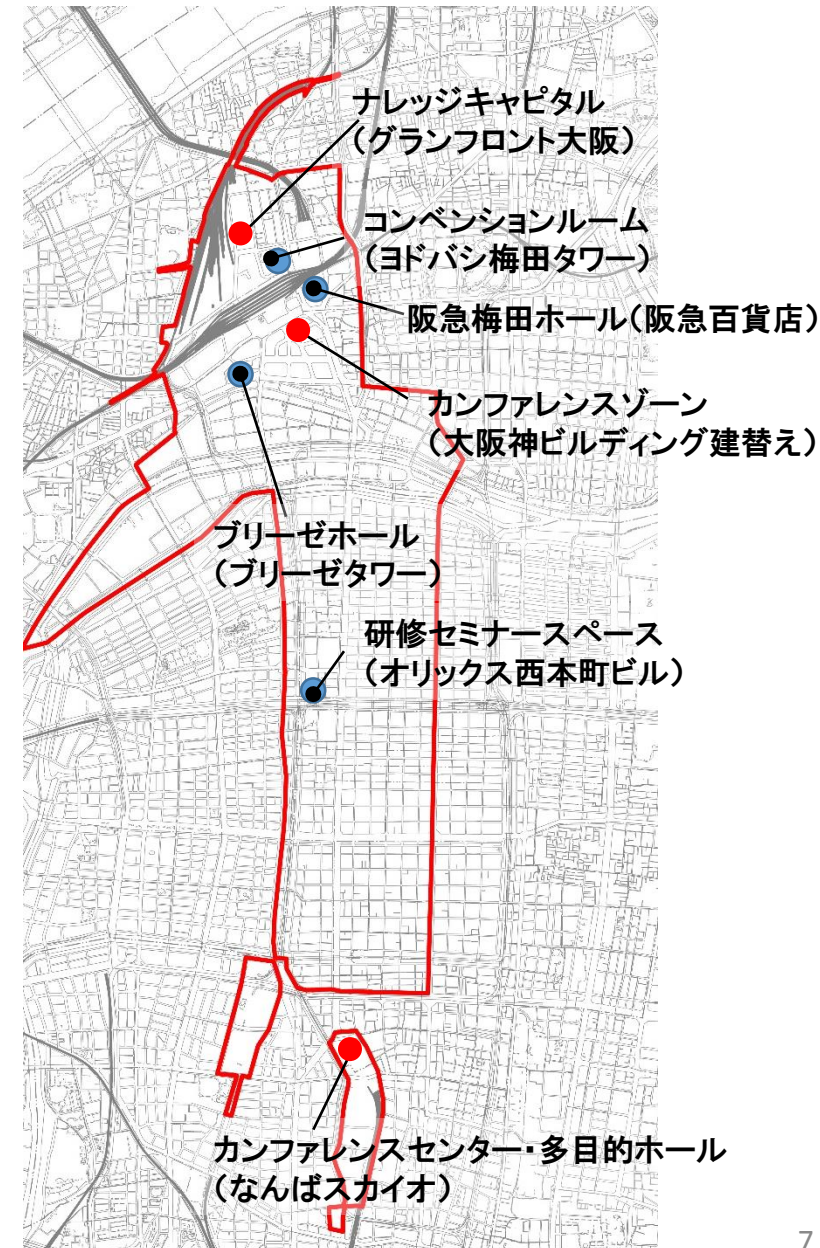 ナレッジキャピタル
（グランフロント大阪）
コンベンションルーム
（ヨドバシ梅田タワー）
阪急梅田ホール（阪急百貨店）
カンファレンスゾーン
（大阪神ビルディング建替え）
ブリーゼホール
（ブリーゼタワー）
研修セミナースペース
（オリックス西本町ビル）
カンファレンスセンター・多目的ホール
（なんばスカイオ）
7